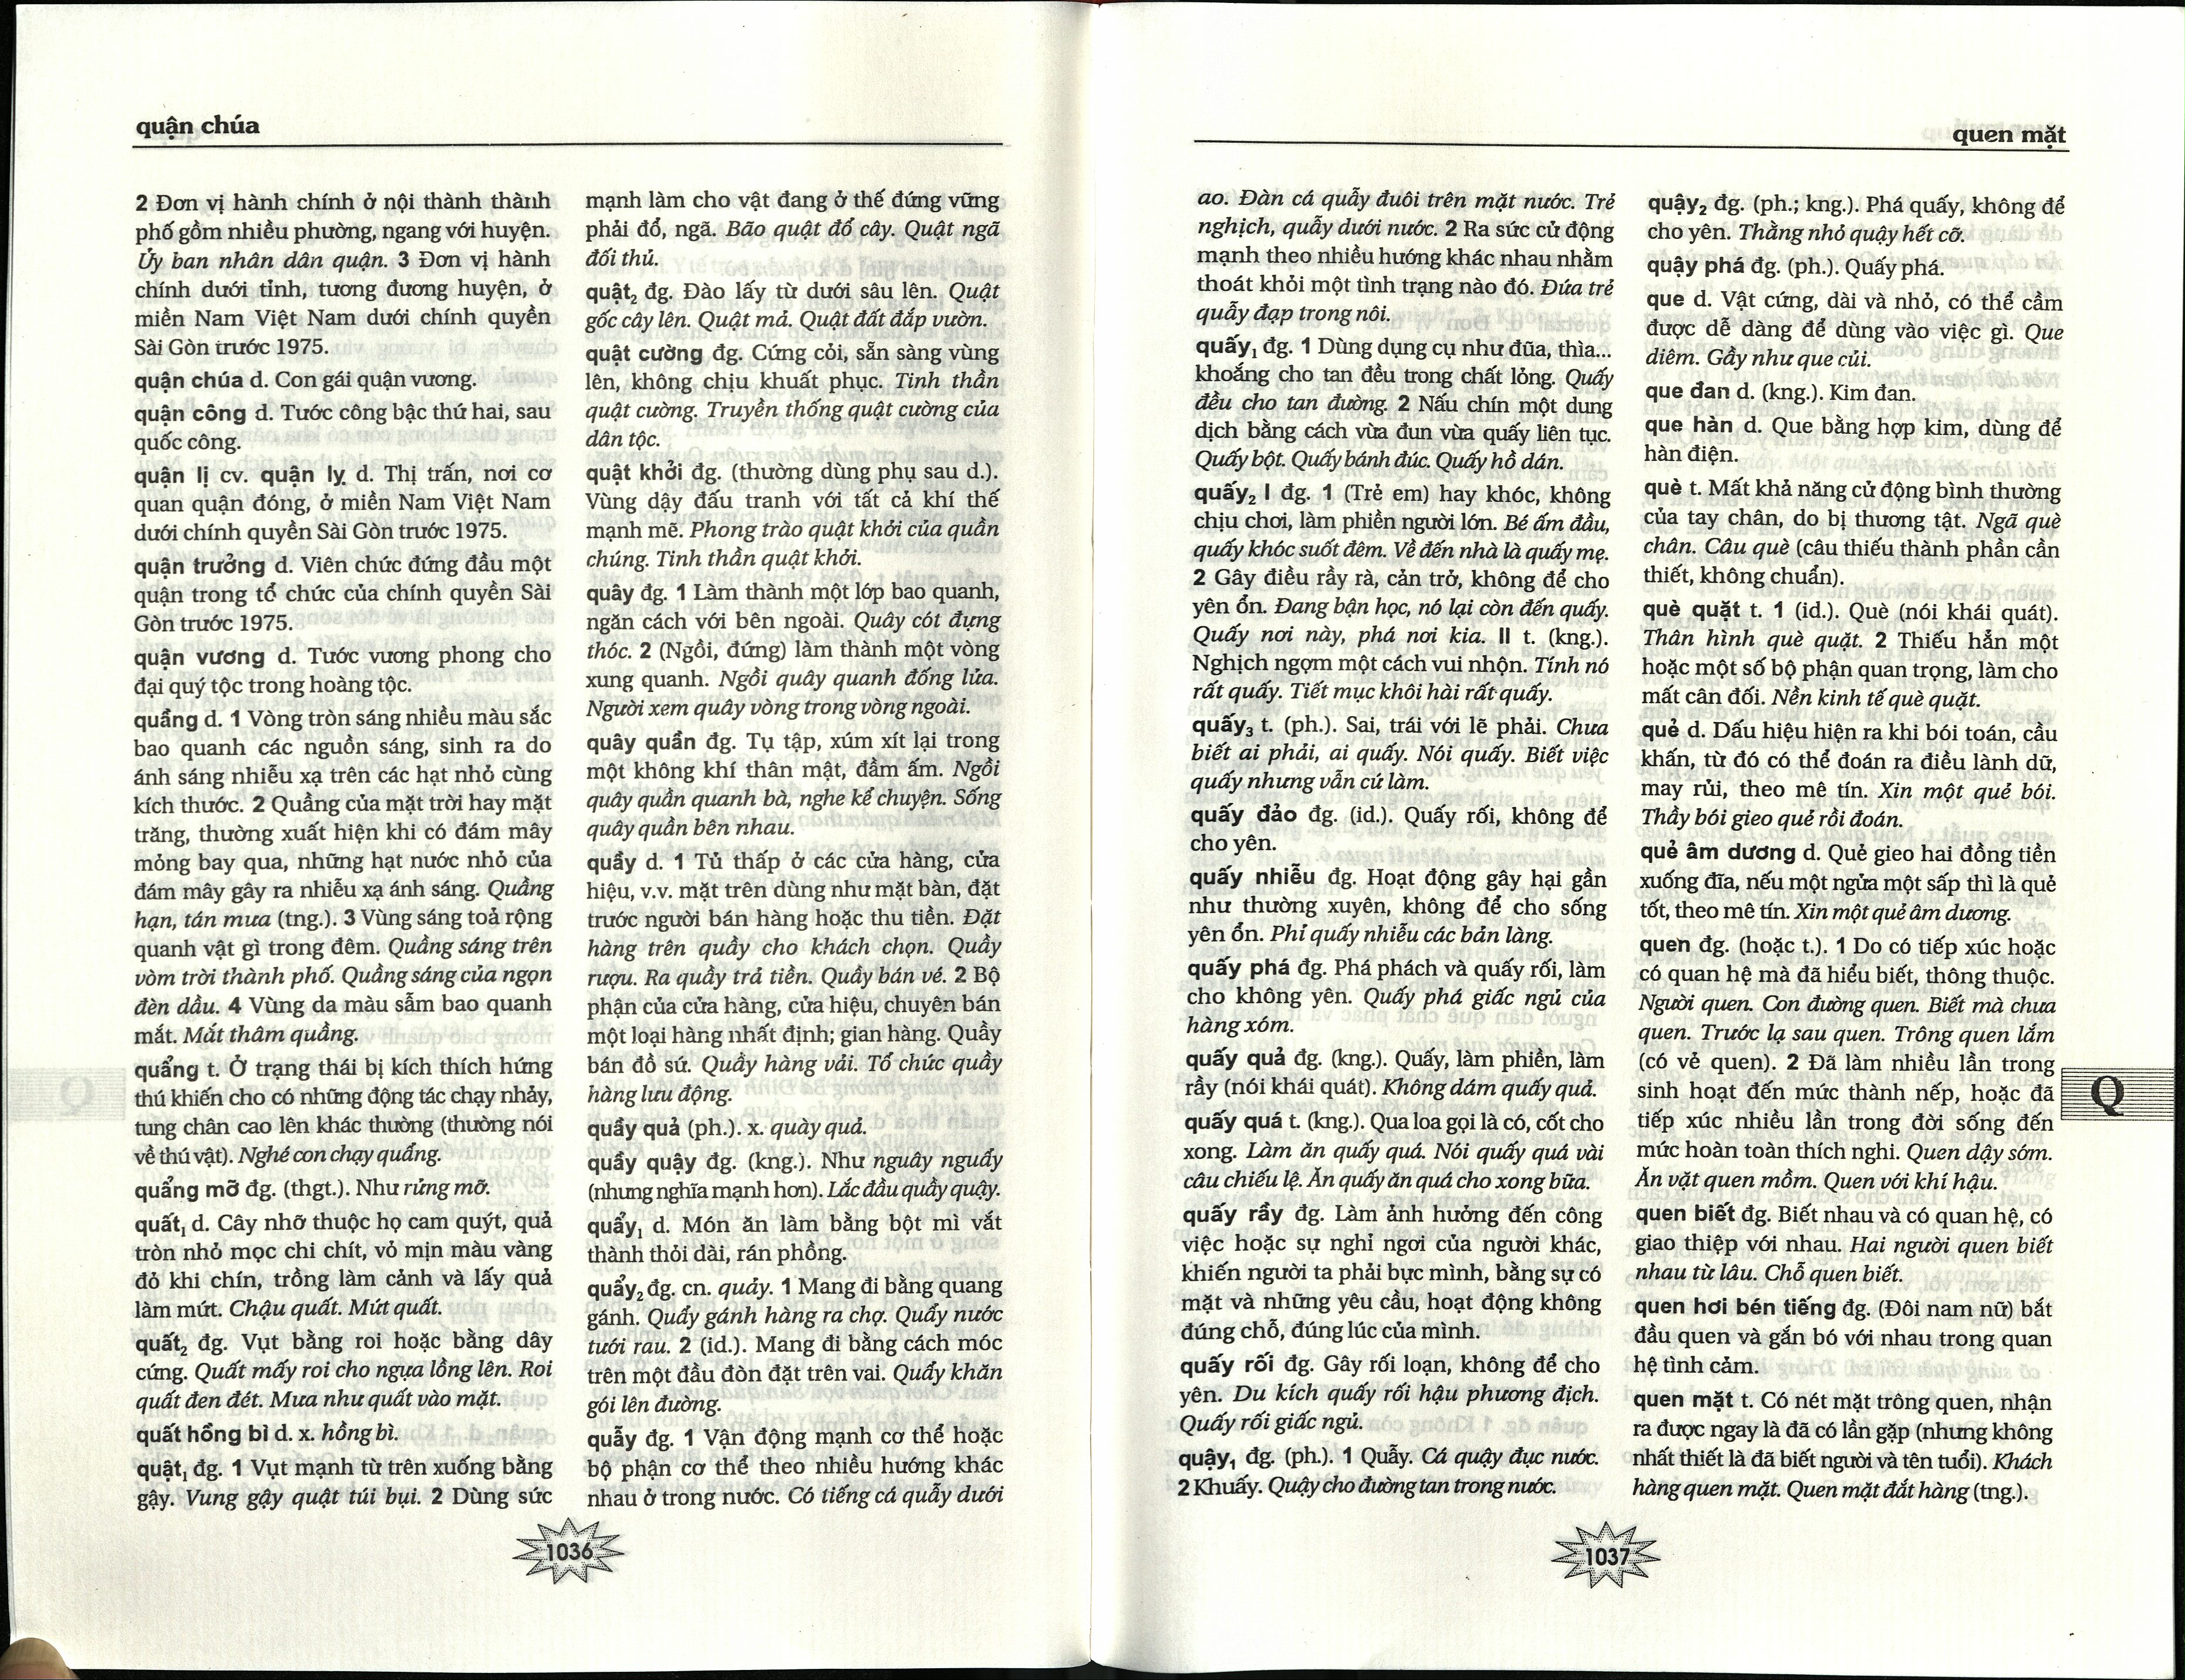 quận chúa
2 Đơn vị hành chính ở nội thành thành
phố gồm nhiều phường, ngang với huyện.
Ủy ban nhân dân quận. 3 Đơn vị hành
chính dưới tỉnh, tương đương huyện, ở
miền Nam Việt Nam dưới chính quyền
Sài Gòn trước 1975.
quận chúa d. Con gái quận vương.
quận công d. Tước công bậc thứ hai, sau
quốc công.
quận lị cv. quận lỵ d. Thị trấn, nơi cơ
quan quận đóng, ở miền Nam Việt Nam
dưới chính quyền Sài Gòn trước 1975.
quận trưởng d. Viên chức đứng đầu một
quận trong tổ chức của chính quyền Sài
Gòn trước 1975.
quận vương d. Tước vương phong cho
đại quý tộc trong hoàng tộc.
quầng d. 1 Vòng tròn sáng nhiều màu sắc
bao quanh các nguồn sáng, sinh ra do
ánh sáng nhiễu xạ trên các hạt nhỏ cùng
kích thước. 2 Quầng của mặt trời hay mặt
trăng, thường xuất hiện khi có đám mây
mỏng bay qua, những hạt nước nhỏ của
đám mây gây ra nhiễu xạ ánh sáng. Quầng
hạn, tán mưa (tng.). 3 Vùng sáng toả rộng
quanh vật gì trong đêm. Quầng sáng trên
vòm trời thành phố. Quầng sáng của ngọn
đèn dầu. 4 Vùng da màu sẫm bao quanh
mắt. Mắt thâm quầng.
quẩng t. Ở trạng thái bị kích thích hứng
thú khiến cho có những động tác chạy nhảy,
tung chân cao lên khác thường (thường nói
về thú vật). Nghé con chạy quẩng.
quẩng mỡ đg. (thgt.). Như rửng mỡ.
quất₁ d. Cây nhỡ thuộc họ cam quýt, quả
tròn nhỏ mọc chi chít, vỏ mịn màu vàng
đỏ khi chín, trồng làm cảnh và lấy quả
làm mứt. Chậu quất. Mứt quất.
quất₂ đg. Vụt bằng roi hoặc bằng dây
cứng. Quất mấy roi cho ngựa lồng lên. Roi
quất đen đét. Mưa như quất vào mặt.
quất hồng bì d. x. hồng bì.
quật₁ đg. 1 Vụt mạnh từ trên xuống bằng
gậy. Vung gậy quật túi bụi. 2 Dùng sức
mạnh làm cho vật đang ở thế đứng vững
phải đổ, ngã. Bão quật đổ cây. Quật ngã
đối thủ.
quật₂ đg. Đào lấy từ dưới sâu lên. Quật
gốc cây lên. Quật mả. Quật đất đắp vườn.
quật cường đg. Cứng cỏi, sẵn sàng vùng
lên, không chịu khuất phục. Tinh thần
quật cường. Truyền thống quật cường của
dân tộc.
quật khởi đg. (thường dùng phụ sau d.).
Vùng dậy đấu tranh với tất cả khí thế
mạnh mẽ. Phong trào quật khởi của quần
chúng. Tinh thần quật khởi.
quây đg. 1 Làm thành một lớp bao quanh,
ngăn cách với bên ngoài. Quây cót đựng
thóc. 2 (Ngồi, đứng) làm thành một vòng
xung quanh. Ngồi quây quanh đống lửa.
Người xem quây vòng trong vòng ngoài.
quây quần đg. Tụ tập, xúm xít lại trong
một không khí thân mật, đầm ấm. Ngồi
quây quần quanh bà, nghe kể chuyện. Sống
quây quần bên nhau.
quầy d. 1 Tủ thấp ở các cửa hàng, cửa
hiệu, v.v. mặt trên dùng như mặt bàn, đặt
trước người bán hàng hoặc thu tiền. Đặt
hàng trên quầy cho khách chọn. Quầy
rượu. Ra quầy trả tiền. Quầy bán vé. 2 Bộ
phận của cửa hàng, cửa hiệu, chuyên bán
một loại hàng nhất định; gian hàng. Quầy
bán đồ sứ. Quầy hàng vải. Tổ chức quầy
hàng lưu động.
quầy quả (ph.). x. quày quả.
quầy quậy đg. (kng.). Như nguây nguẩy
(nhưng nghĩa mạnh hơn). Lắc đầu quầy quậy.
quẩy₁ d. Món ăn làm bằng bột mì vắt
thành thỏi dài, rán phồng.
quẩy₂ đg. cn. quảy. 1 Mang đi bằng quang
gánh. Quẩy gánh hàng ra chợ. Quẩy nước
tưới rau. 2 (id.). Mang đi bằng cách móc
trên một đầu đòn đặt trên vai. Quẩy khăn
gói lên đường.
quẫy đg. 1 Vận động mạnh cơ thể hoặc
bộ phận cơ thể theo nhiều hướng khác
nhau ở trong nước. Có tiếng cá quẫy dưới
1036
quen mặt
ao. Đàn cá quẫy đuôi trên mặt nước. Trẻ
nghịch, quẫy dưới nước. 2 Ra sức cử động
mạnh theo nhiều hướng khác nhau nhằm
thoát khỏi một tình trạng nào đó. Đứa trẻ
quẫy đạp trong nôi.
quấy₁ đg. 1 Dùng dụng cụ như đũa, thìa...
khoắng cho tan đều trong chất lỏng. Quấy
đều cho tan đường. 2 Nấu chín một dung
dịch bằng cách vừa đun vừa quấy liên tục.
Quấy bột. Quấy bánh đúc. Quấy hồ dán.
quấy₂ I đg. 1 (Trẻ em) hay khóc, không
chịu chơi, làm phiền người lớn. Bé ấm đầu,
quấy khóc suốt đêm. Về đến nhà là quấy mẹ.
2 Gây điều rầy rà, cản trở, không để cho
yên ổn. Đang bận học, nó lại còn đến quấy.
Quấy nơi này, phá nơi kia. II t. (kng.).
Nghịch ngợm một cách vui nhộn. Tính nó
rất quấy. Tiết mục khôi hài rất quấy.
quấy₃ t. (ph.). Sai, trái với lẽ phải. Chưa
biết ai phải, ai quấy. Nói quấy. Biết việc
quấy nhưng vẫn cứ làm.
quấy đảo đg. (id.). Quấy rối, không để
cho yên.
quấy nhiễu đg. Hoạt động gây hại gần
như thường xuyên, không để cho sống
yên ổn. Phỉ quấy nhiễu các bản làng.
quấy phá đg. Phá phách và quấy rối, làm
cho không yên. Quấy phá giấc ngủ của
hàng xóm.
quấy quả đg. (kng.). Quấy, làm phiền, làm
rầy (nói khái quát). Không dám quấy quả.
quấy quá t. (kng.). Qua loa gọi là có, cốt cho
xong. Làm ăn quấy quá. Nói quấy quá vài
câu chiếu lệ. Ăn quấy ăn quá cho xong bữa.
quấy rầy đg. Làm ảnh hưởng đến công
việc hoặc sự nghỉ ngơi của người khác,
khiến người ta phải bực mình, bằng sự có
mặt và những yêu cầu, hoạt động không
đúng chỗ, đúng lúc của mình.
quấy rối đg. Gây rối loạn, không để cho
yên. Du kích quấy rối hậu phương địch.
Quấy rối giấc ngủ.
quậy₁ đg. (ph.). 1 Quẫy. Cá quậy đục nước.
2 Khuấy. Quậy cho đường tan trong nước.
quậy₂ đg. (ph.; kng.). Phá quấy, không để
cho yên. Thằng nhỏ quậy hết cỡ.
quậy phá đg. (ph.). Quấy phá.
que d. Vật cứng, dài và nhỏ, có thể cầm
được dễ dàng để dùng vào việc gì. Que
diêm. Gầy như que củi.
que đan d. (kng.). Kim đan.
que hàn d. Que bằng hợp kim, dùng để
hàn điện.
què t. Mất khả năng cử động bình thường
của tay chân, do bị thương tật. Ngã què
chân. Câu què (câu thiếu thành phần cần
thiết, không chuẩn).
què quặt t. 1 (id.). Què (nói khái quát).
Thân hình què quặt. 2 Thiếu hẳn một
hoặc một số bộ phận quan trọng, làm cho
mất cân đối. Nền kinh tế què quặt.
quẻ d. Dấu hiệu hiện ra khi bói toán, cầu
khấn, từ đó có thể đoán ra điều lành dữ,
may rủi, theo mê tín. Xin một quẻ bói.
Thầy bói gieo quẻ rồi đoán.
quẻ âm dương d. Quẻ gieo hai đồng tiền
xuống đĩa, nếu một ngửa một sấp thì là quẻ
tốt, theo mê tín. Xin một quẻ âm dương.
quen đg. (hoặc t.). 1 Do có tiếp xúc hoặc
có quan hệ mà đã hiểu biết, thông thuộc.
Người quen. Con đường quen. Biết mà chưa
quen. Trước lạ sau quen. Trông quen lắm
(có vẻ quen). 2 Đã làm nhiều lần trong
sinh hoạt đến mức thành nếp, hoặc đã
tiếp xúc nhiều lần trong đời sống đến
mức hoàn toàn thích nghi. Quen dậy sớm.
Ăn vặt quen mồm. Quen với khí hậu.
quen biết đg. Biết nhau và có quan hệ, có
giao thiệp với nhau. Hai người quen biết
nhau từ lâu. Chỗ quen biết.
quen hơi bén tiếng đg. (Đôi nam nữ) bắt
đầu quen và gắn bó với nhau trong quan
hệ tình cảm.
quen mặt t. Có nét mặt trông quen, nhận
ra được ngay là đã có lần gặp (nhưng không
nhất thiết là đã biết người và tên tuổi). Khách
hàng quen mặt. Quen mặt đắt hàng (tng.).
Q
1037